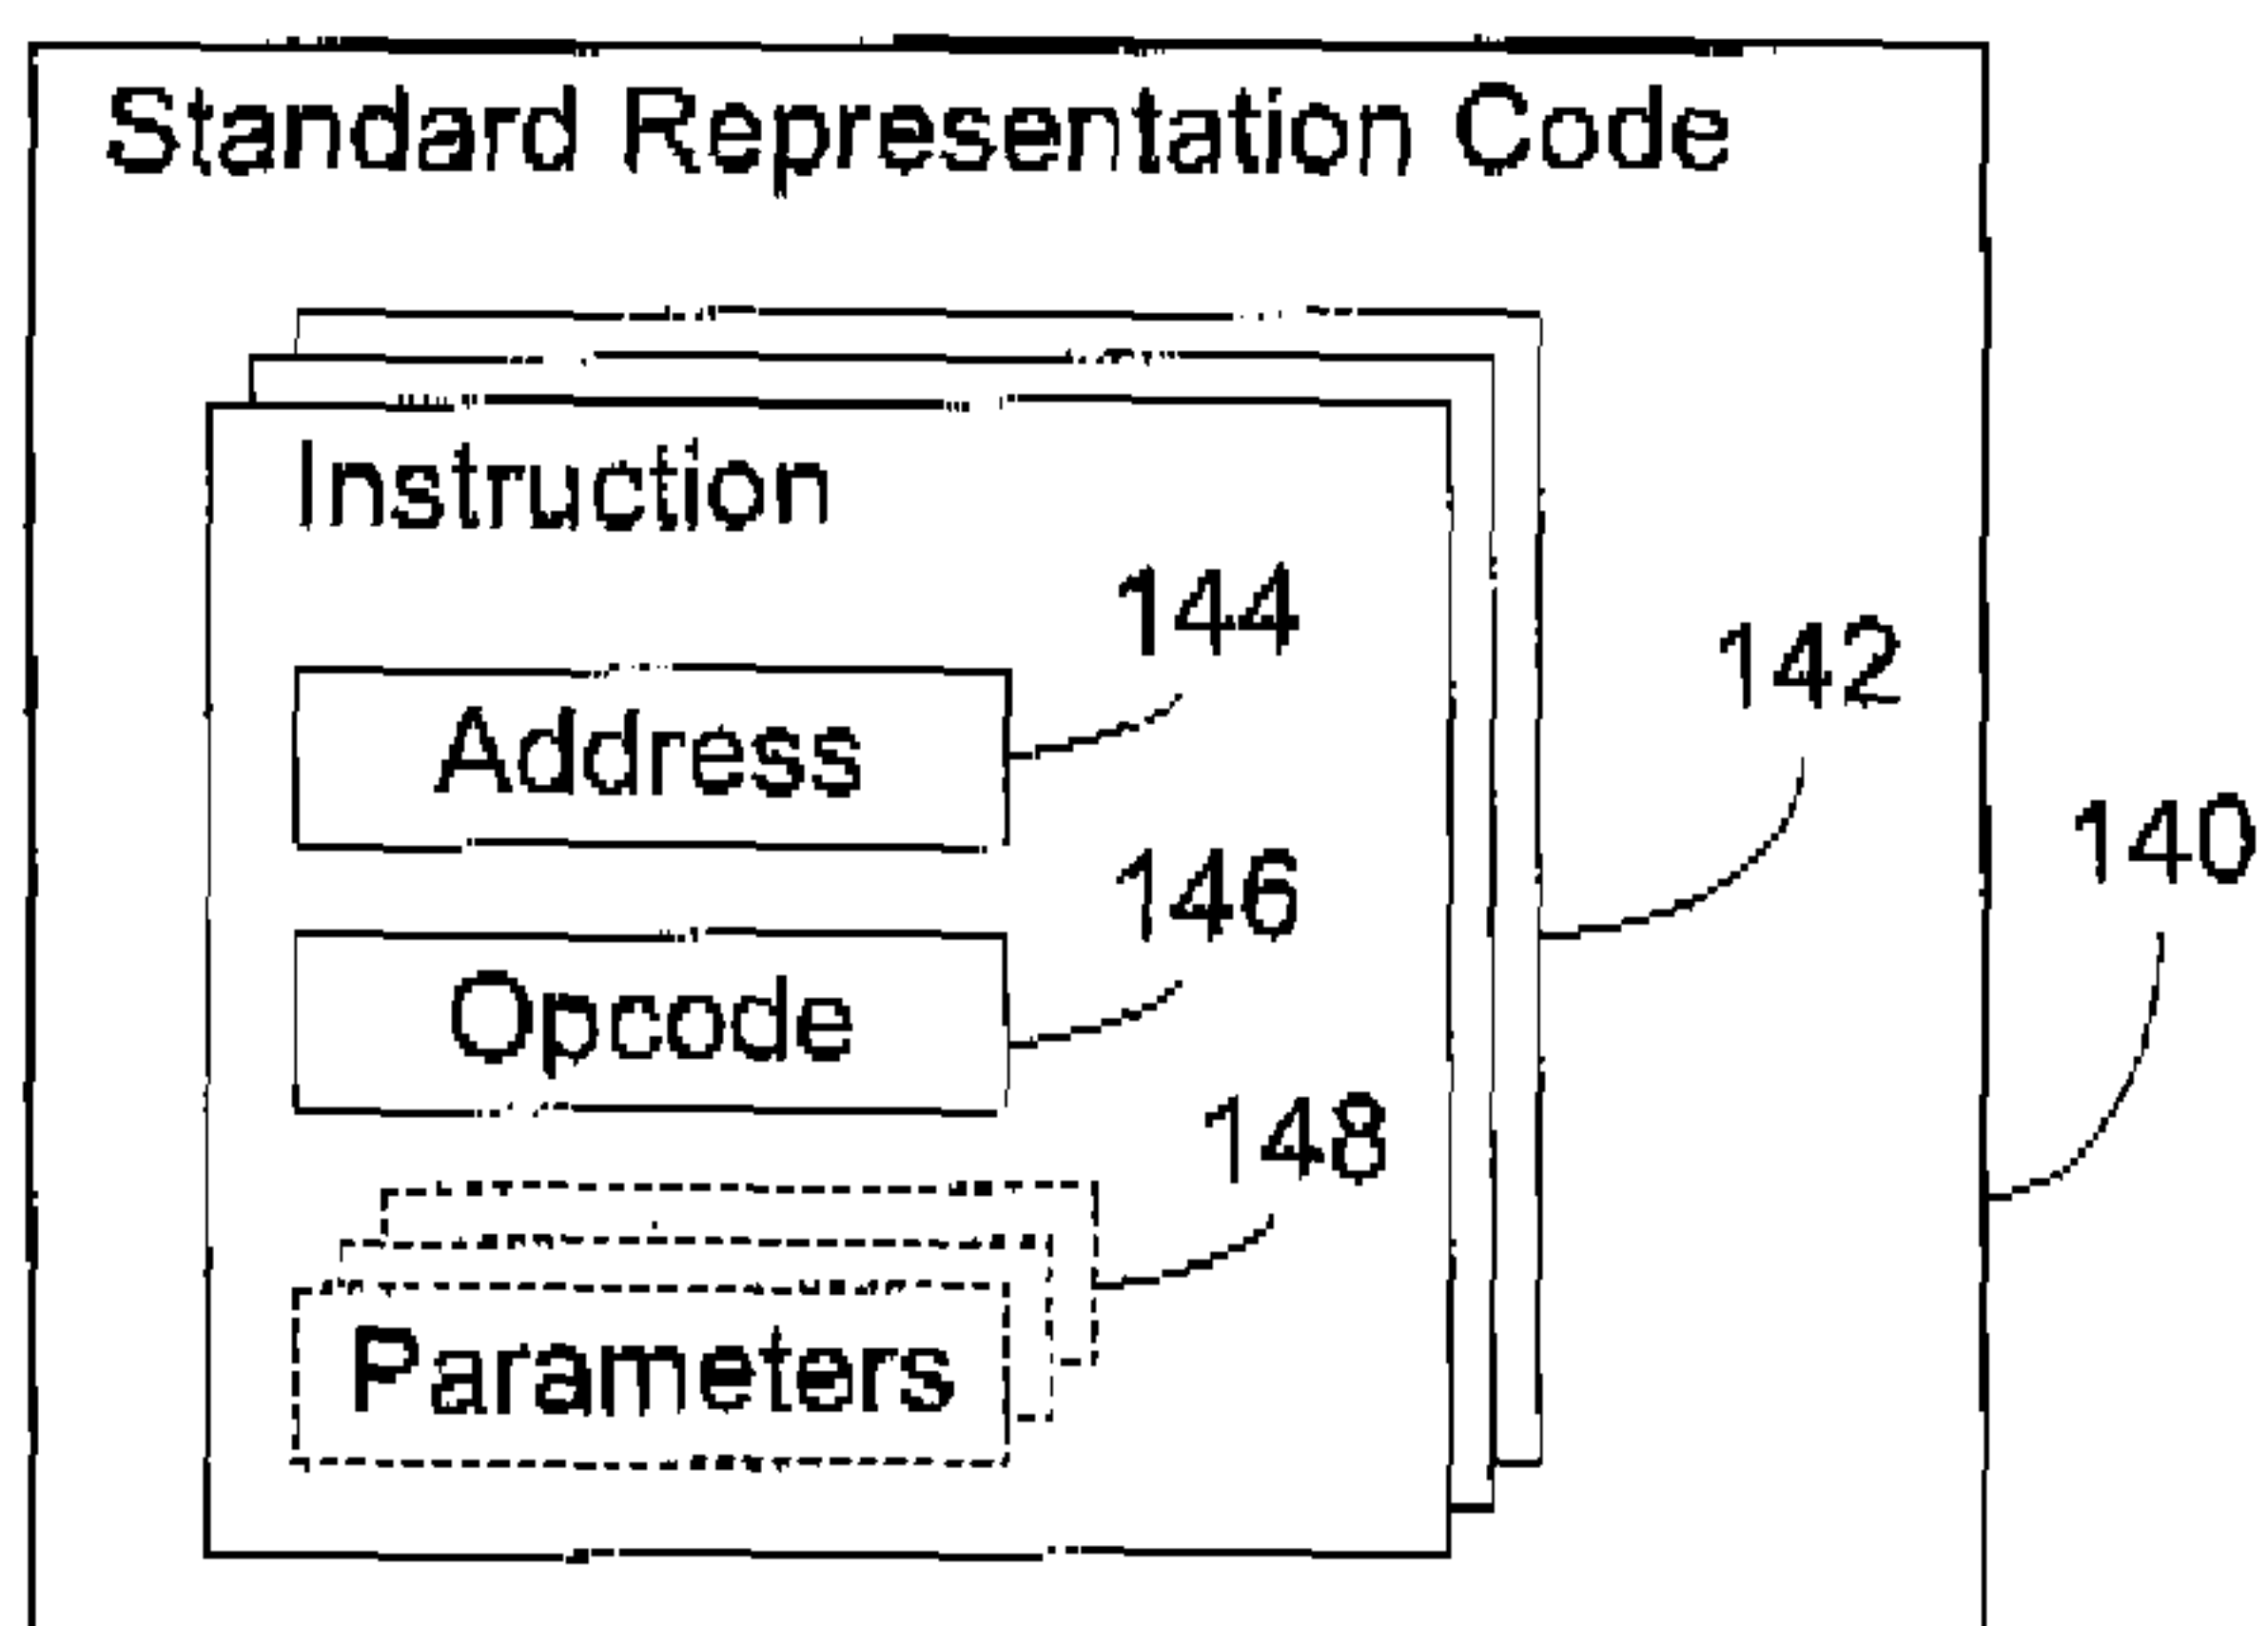 Standard Representation Code
Instruction
144
142
Address
140
146
Opcode
148
Parameters